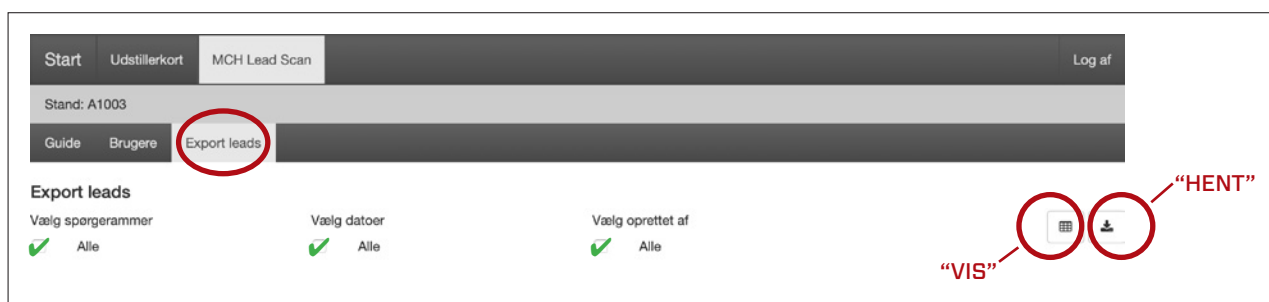 Start Udstillerkort MCH Lead Scan Log af
Stand: A1003
Guide Brugere Export leads
Export leads
"HENT"
Vælg spørgerammer Vælg datoer Vælg oprettet af
Alle Alle Alle
"VIS"